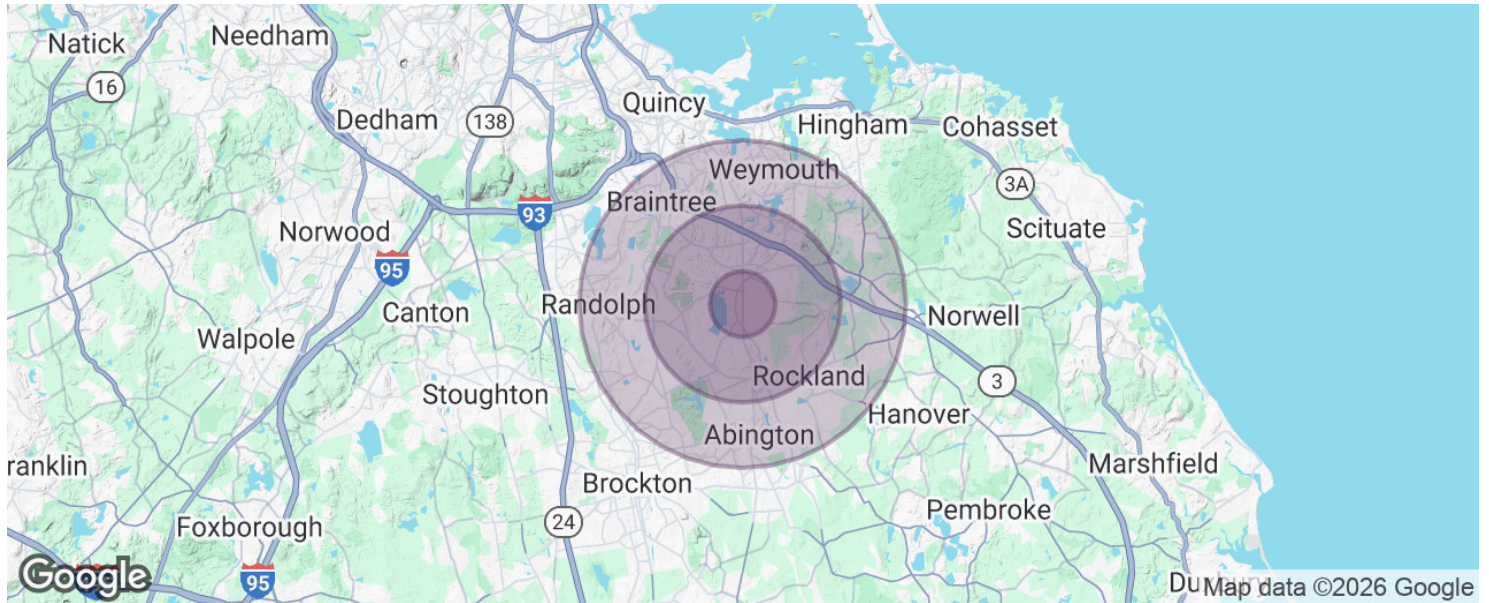 Natick
Needham
16
Quincy
Dedham
138
Hingham
Cohasset
Weymouth
3A
Braintree
93
Scituate
Norwood
95
Randolph
Canton
Norwell
Walpole
Rockland
3
Stoughton
Hanover
Abington
ranklin
Marshfield
Brockton
Pembroke
Foxborough
24
Google
95
Map data ©2026 Google